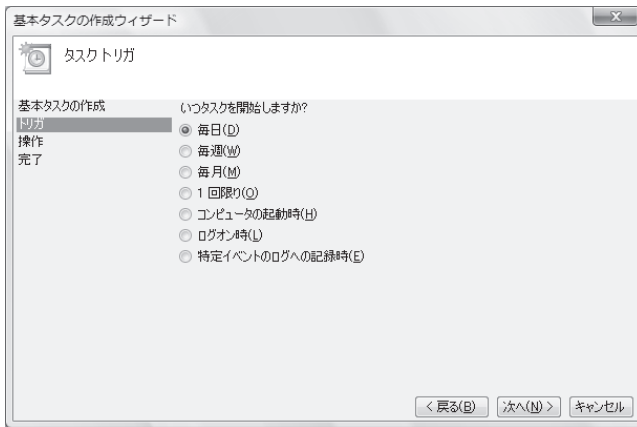 基本タスクの作成ウィザード
タスクトリガ
基本タスクの作成
トリガ
操作
完了
いつタスクを開始しますか?
毎日(D)
毎週(W)
毎月(M)
1 回限り(O)
コンピュータの起動時(H)
ログオン時(L)
特定イベントのログへの記録時(E)
< 戻る(B)
次へ(N) >
キャンセル